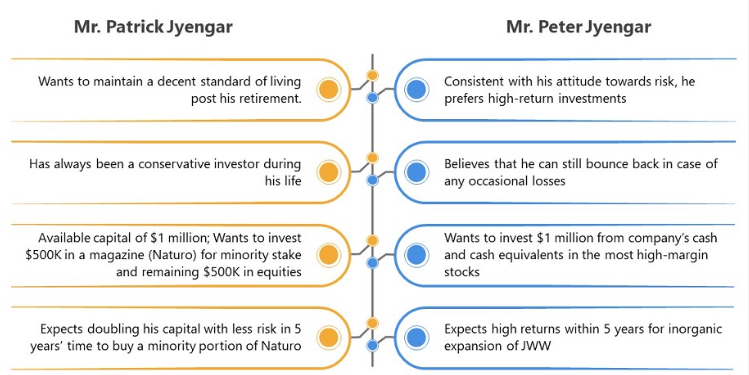 Mr. Patrick Jyengar
Mr. Peter Jyengar
Wants to maintain a decent standard of living
post his retirement.
Consistent with his attitude towards risk, he
prefers high-return investments
Has always been a conservative investor during
his life
Believes that he can still bounce back in case of
any occasional losses
Available capital of $1 million; Wants to invest
$500K in a magazine (Naturo) for minority stake
and remaining $500K in equities
Wants to invest $1 million from company's cash
and cash equivalents in the most high-margin
stocks
Expects doubling his capital with less risk in 5
years' time to buy a minority portion of Naturo
Expects high returns within 5 years for inorganic
expansion of JWW